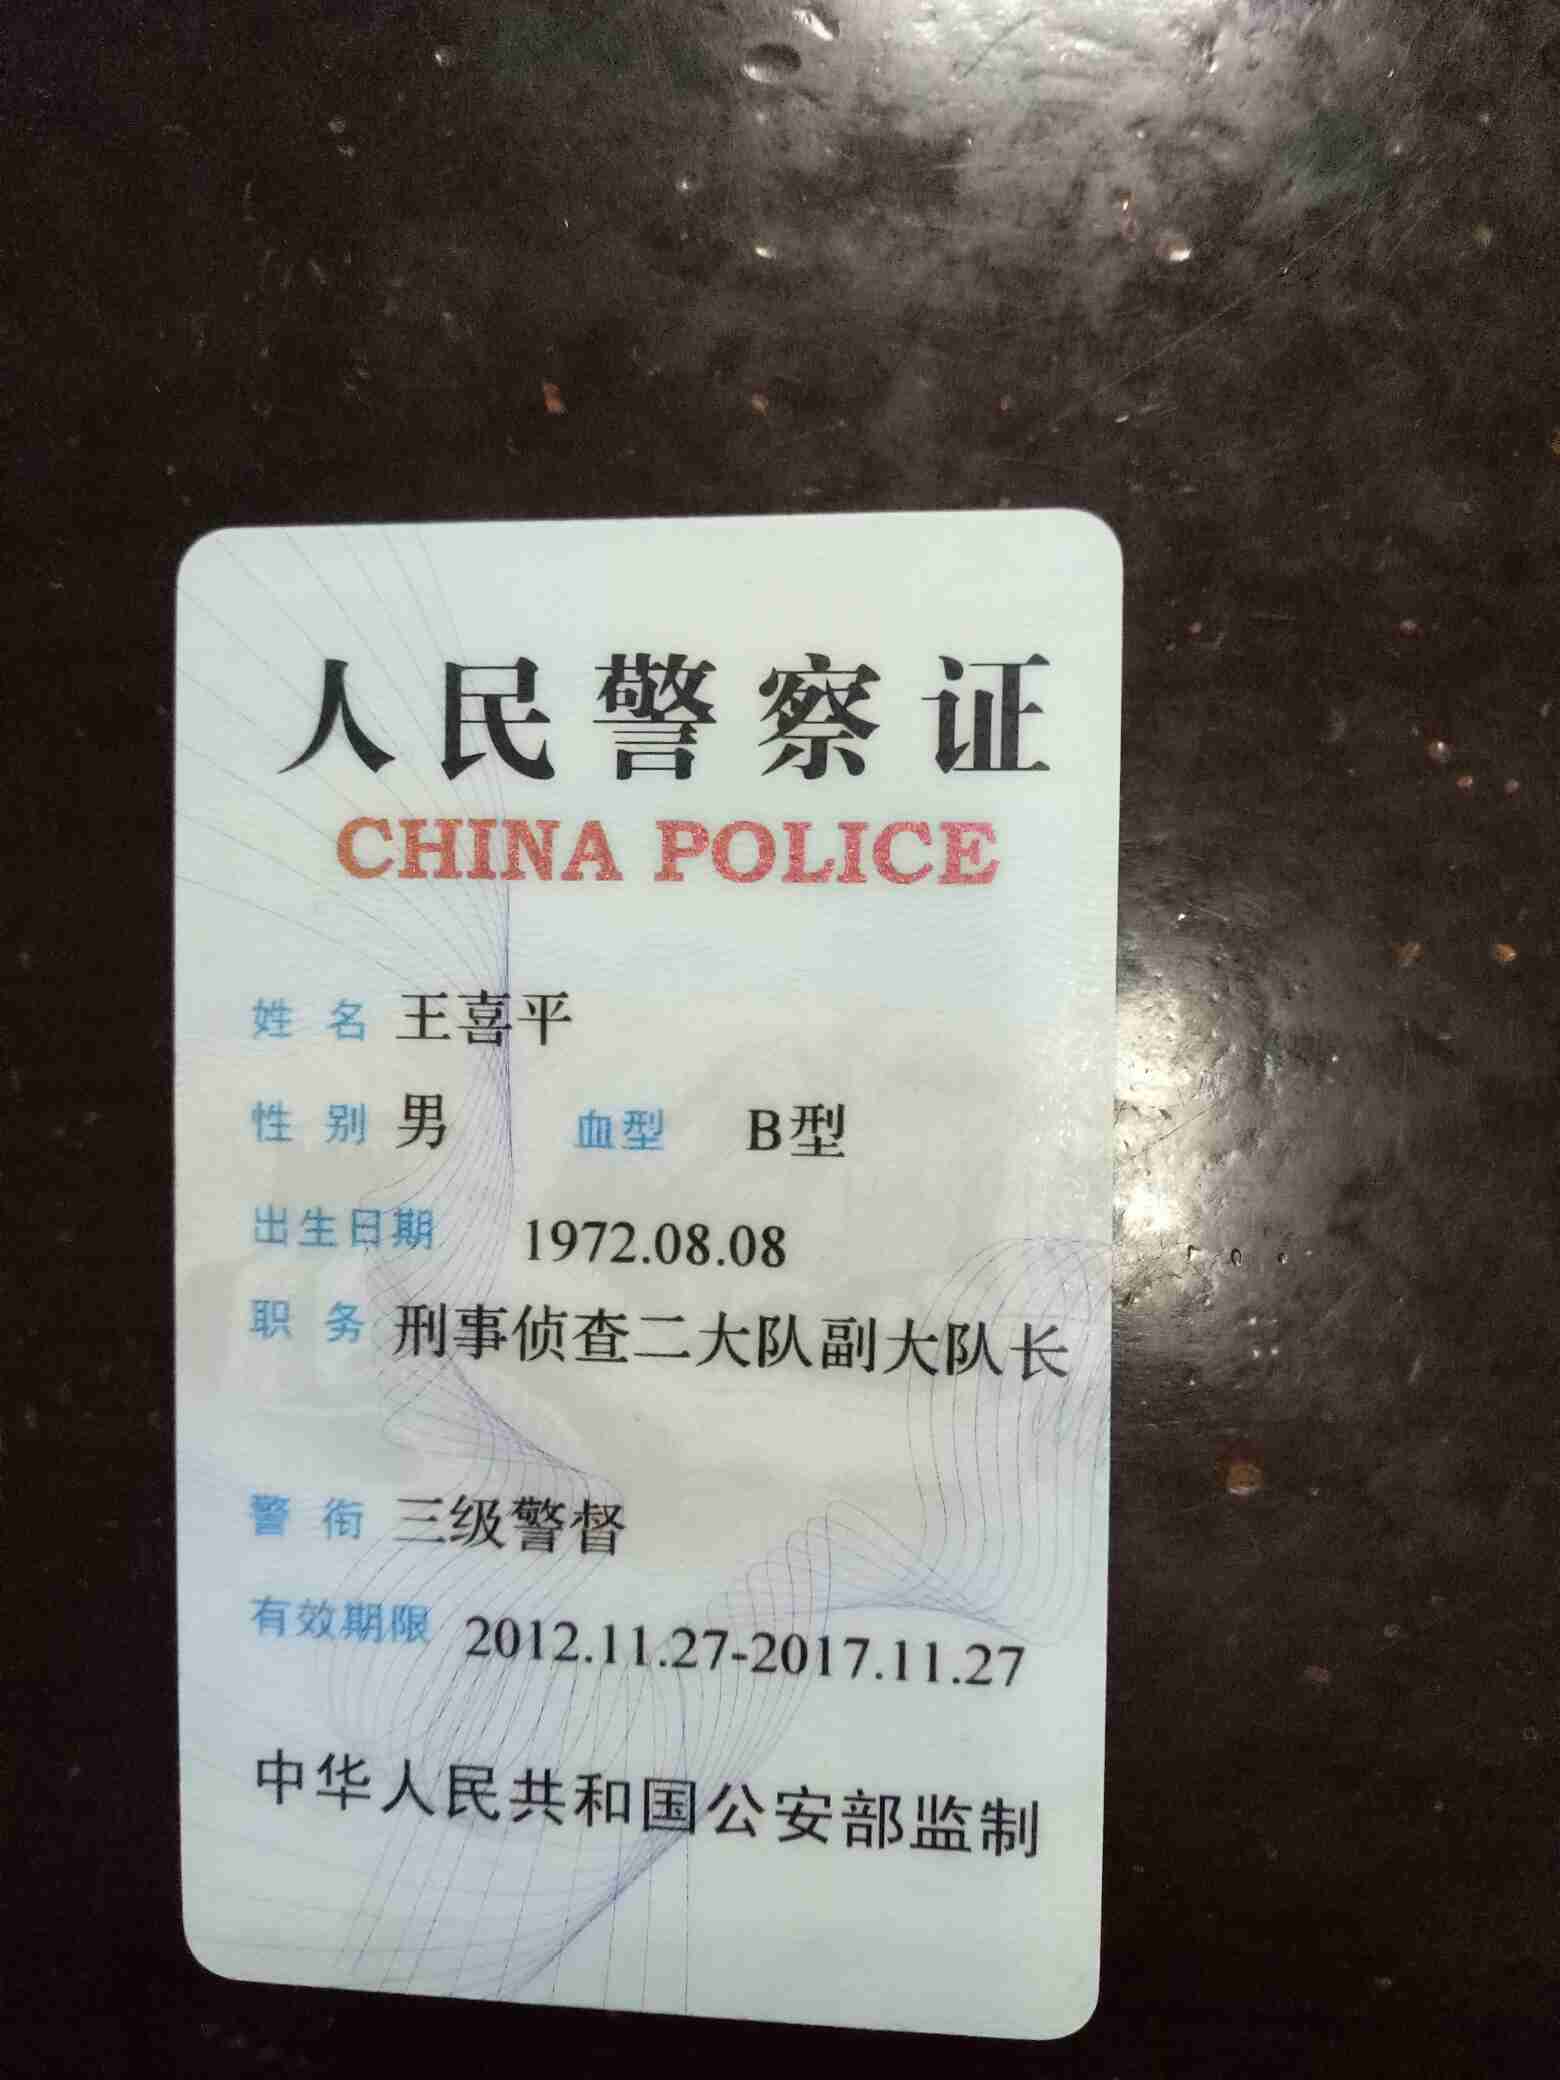 人民警察证
CHINA POLICE
姓名 王喜平
性别 男 血型 B型
出生日期 1972.08.08
职务 刑事侦查二大队副大队长
警衔 三级警督
有效期限 2012.11.27-2017.11.27
中华人民共和国公安部监制